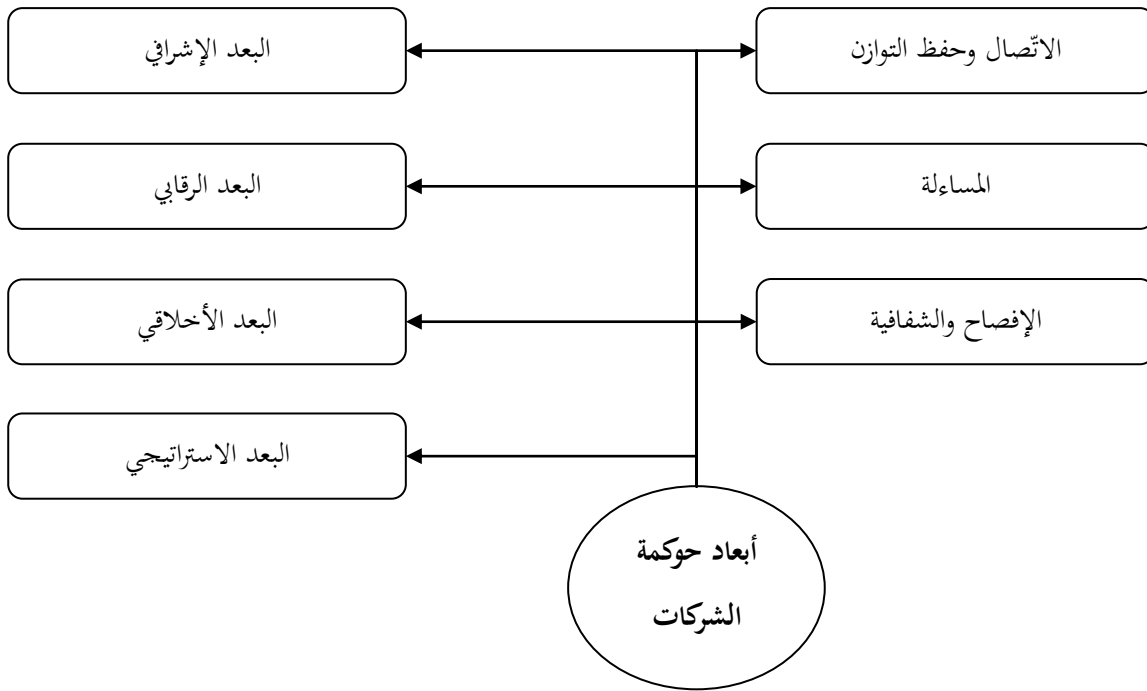 الاتّصال وحفظ التوازن
البعد الإشرافي
المساءلة
البعد الرقابي
الإفصاح والشفافية
البعد الأخلاقي
البعد الاستراتيجي
أبعاد حوكمة
الشركات